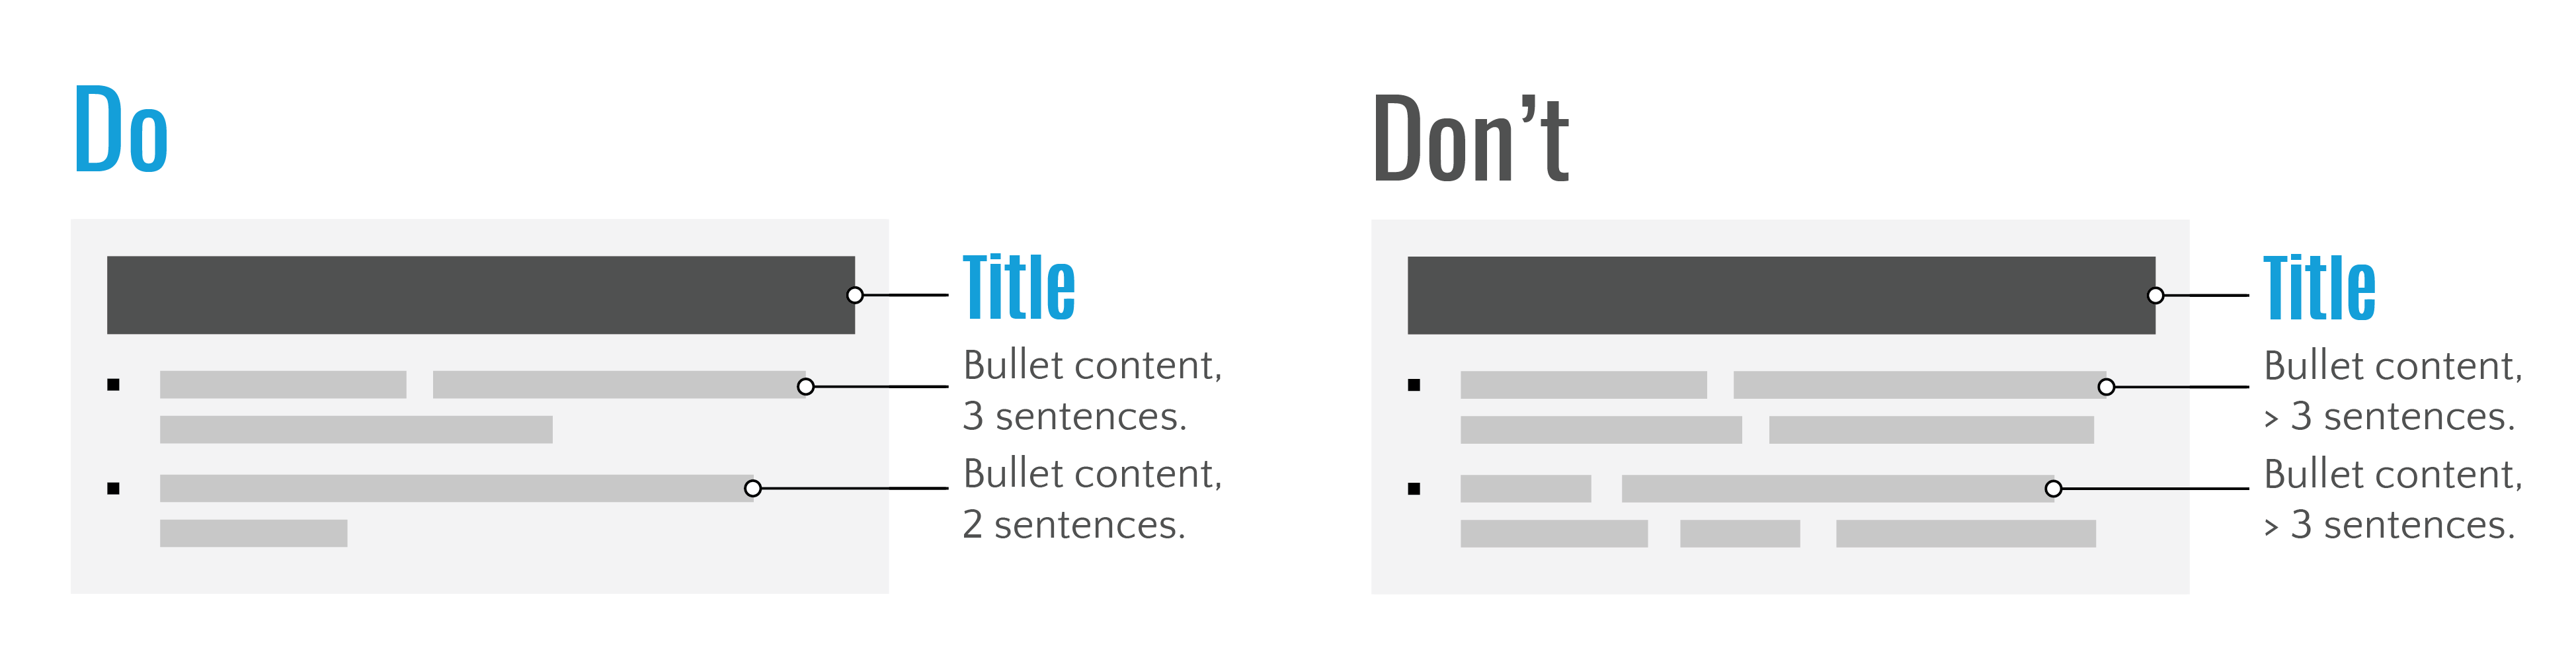 Do
Title
Bullet content,
3 sentences.
Bullet content,
2 sentences.
Don’t
Title
Bullet content,
> 3 sentences.
Bullet content,
> 3 sentences.